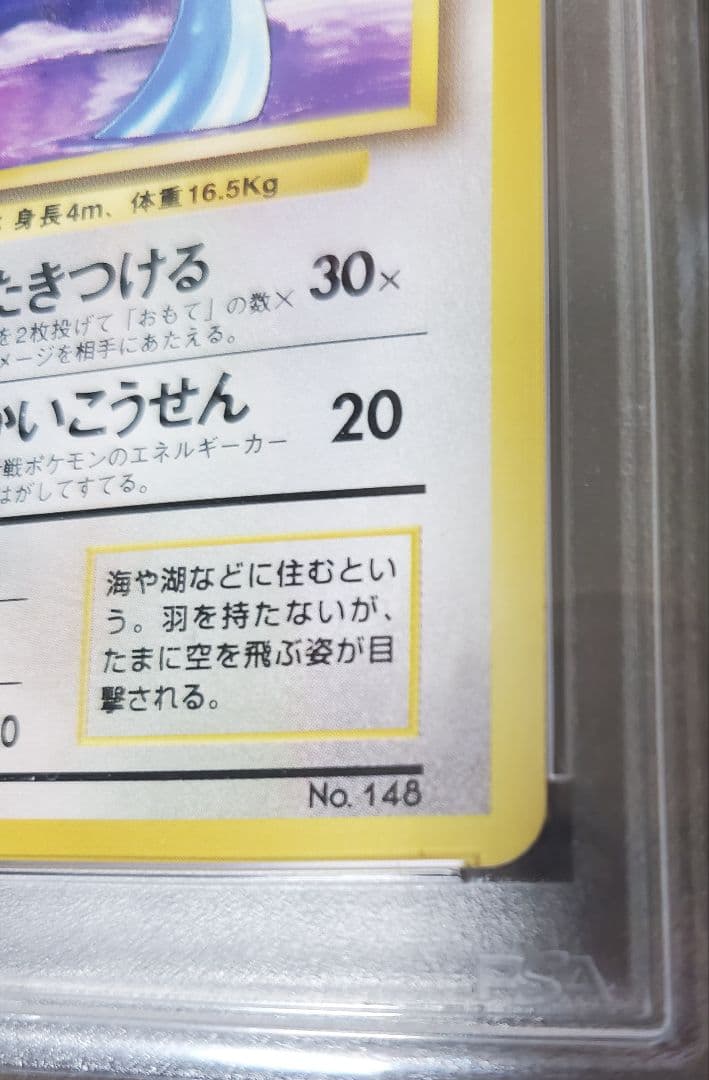 身長4m、体重16.5Kg
たきつける 30×
を2枚投げて「おもて」の数×
メージを相手にあたえる。
かいこうせん 20
戦ポケモンのエネルギーカー
はがしてすてる。
海や湖などに住むとい
う。羽を持たないが、
たまに空を飛ぶ姿が目
撃される。
0
No. 148
PSA